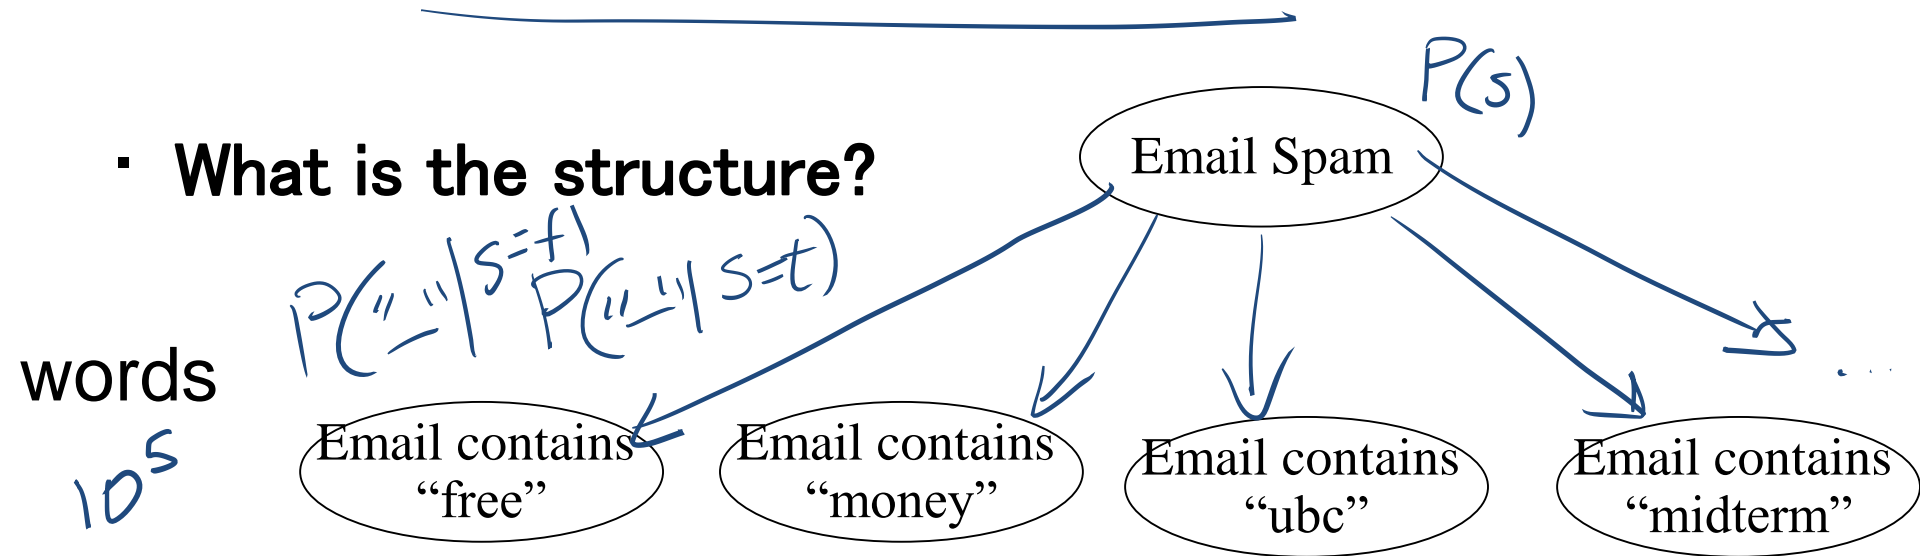 P(s)
Email Spam
▪ What is the structure?
P("_"|s=f) P("_"|s=t)
words
10^5
...
Email contains
“free”
Email contains
“money”
Email contains
“ubc”
Email contains
“midterm”